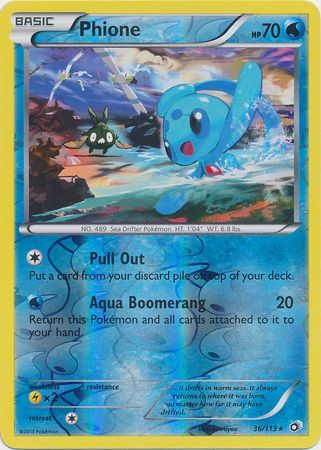 BASIC
Phione
HP 70
NO. 489 Sea Drifter Pokémon HT: 1'04" WT: 6.8 lbs.
Pull Out
Put a card from your discard pile on top of your deck.
Aqua Boomerang 20
Return this Pokémon and all cards attached to it to
your hand.
weakness resistance
×2
retreat
It drifts in warm seas. It always
returns to where it was born,
no matter how far it may have
drifted.
©2013 Pokémon
36/113 ★